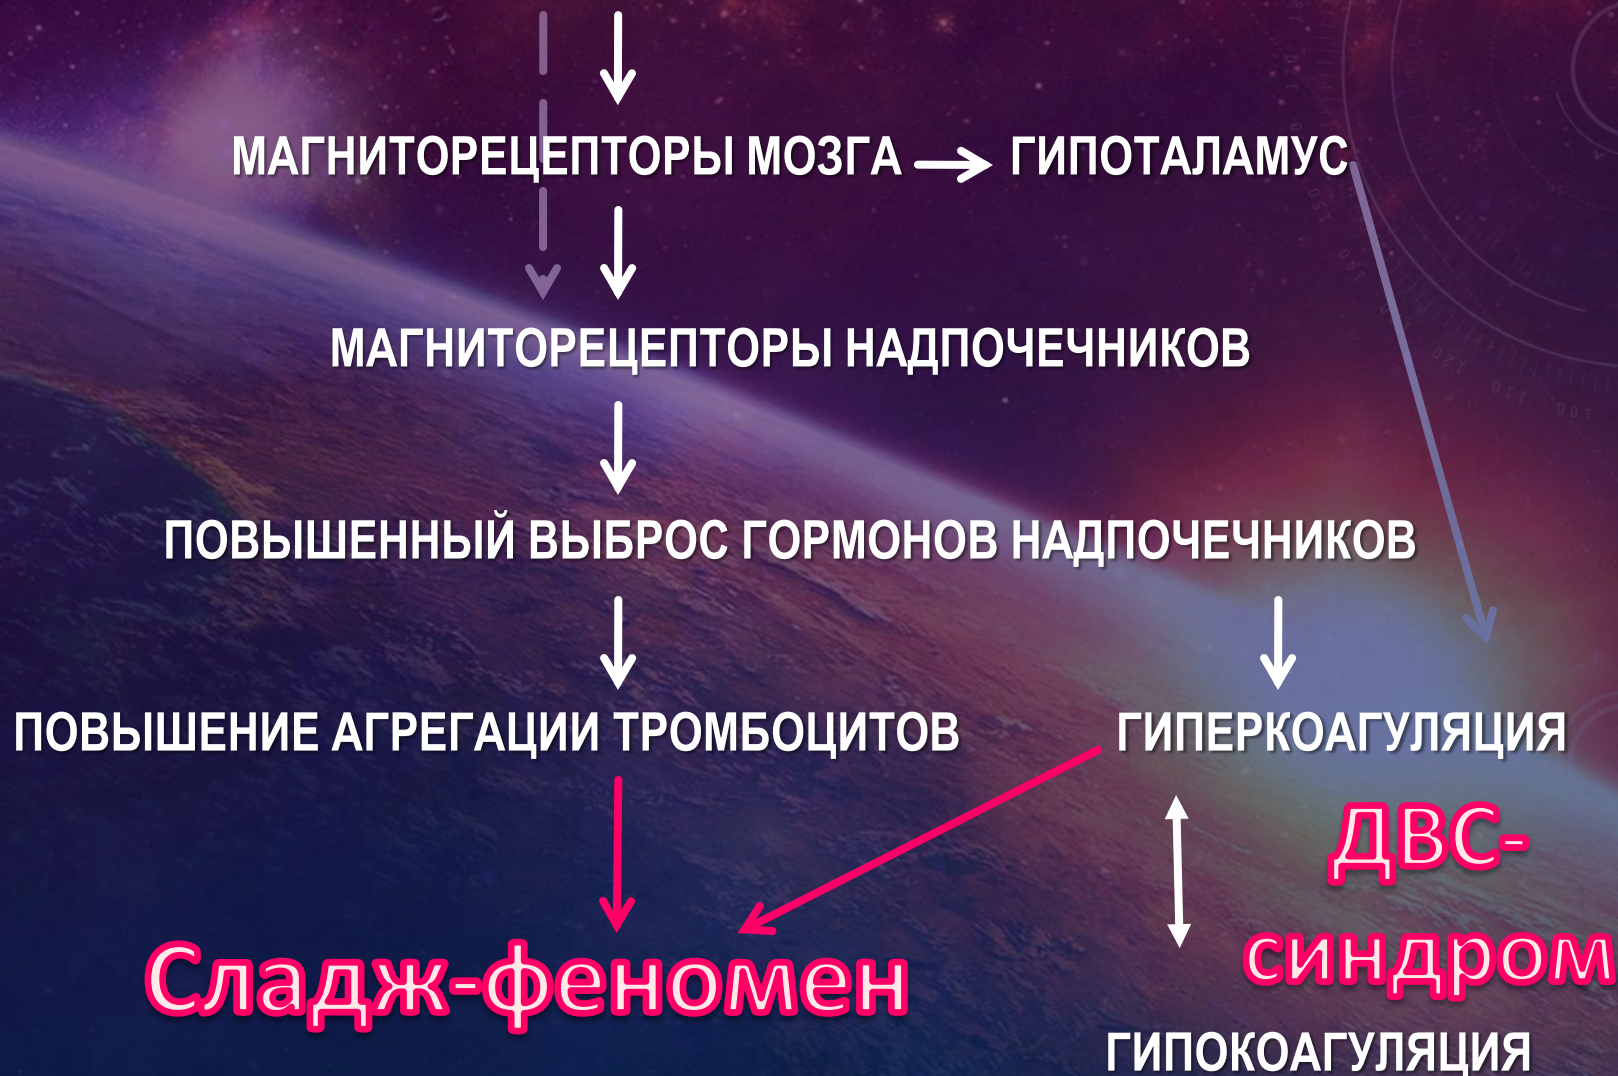 МАГНИТОРЕЦЕПТОРЫ МОЗГА ГИПОТАЛАМУС
МАГНИТОРЕЦЕПТОРЫ НАДПОЧЕЧНИКОВ
ПОВЫШЕННЫЙ ВЫБРОС ГОРМОНОВ НАДПОЧЕЧНИКОВ
ПОВЫШЕНИЕ АГРЕГАЦИИ ТРОМБОЦИТОВ ГИПЕРКОАГУЛЯЦИЯ
ДВС-
синдром
Сладж-феномен
ГИПОКОАГУЛЯЦИЯ